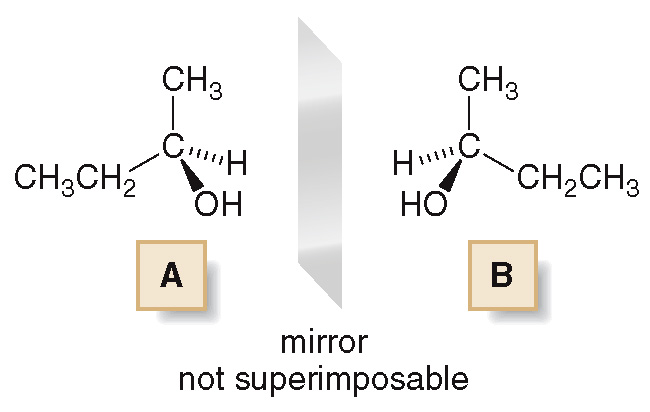 CH3 CH3
CH3CH2 C H H C CH2CH3
OH HO
A B
mirror
not superimposable